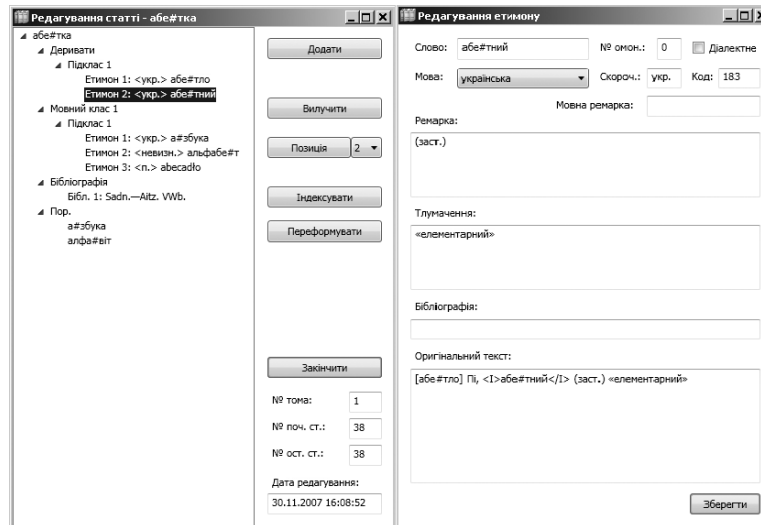 Редагування статті - абе#тка
абе#тка
Деривати
Підклас 1
Етимон 1: <укр.> абе#тло
Етимон 2: <укр.> абе#тний
Мовний клас 1
Підклас 1
Етимон 1: <укр.> а#збука
Етимон 2: <невизн.> альфабе#т
Етимон 3: <п.> abecadło
Бібліографія
Бібл. 1: Sadn.—Aitz. VWb.
Пор.
а#збука
алфа#віт
Додати
Вилучити
Позиція 2
Індексувати
Переформувати
Закінчити
№ тома: 1
№ поч. ст.: 38
№ ост. ст.: 38
Дата редагування:
30.11.2007 16:08:52
Редагування етимону
Слово: абе#тний № омон.: 0 Діалектне
Мова: українська Скороч.: укр. Код: 183
Мовна ремарка:
Ремарка:
(заст.)
Тлумачення:
«елементарний»
Бібліографія:
Оригінальний текст:
[абе#тло] Пі, <I>абе#тний</I> (заст.) «елементарний»
Зберегти